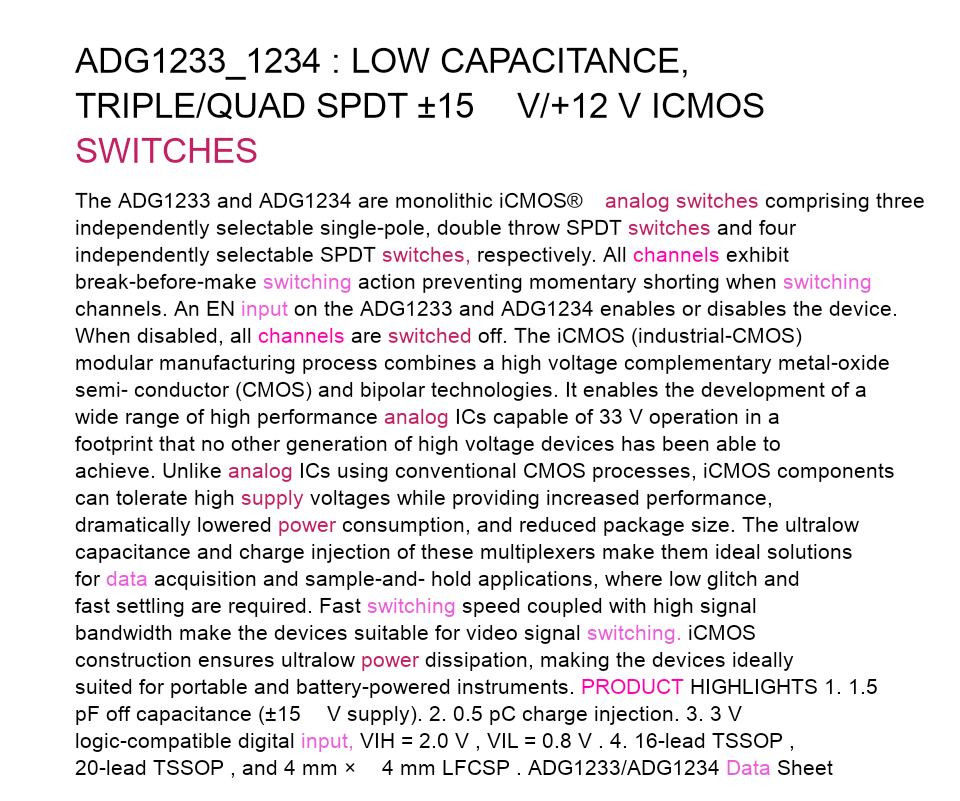 ADG1233_1234 : LOW CAPACITANCE,
TRIPLE/QUAD SPDT ±15 V/+12 V ICMOS
SWITCHES
The ADG1233 and ADG1234 are monolithic iCMOS® analog switches comprising three
independently selectable single-pole, double throw SPDT switches and four
independently selectable SPDT switches, respectively. All channels exhibit
break-before-make switching action preventing momentary shorting when switching
channels. An EN input on the ADG1233 and ADG1234 enables or disables the device.
When disabled, all channels are switched off. The iCMOS (industrial-CMOS)
modular manufacturing process combines a high voltage complementary metal-oxide
semi- conductor (CMOS) and bipolar technologies. It enables the development of a
wide range of high performance analog ICs capable of 33 V operation in a
footprint that no other generation of high voltage devices has been able to
achieve. Unlike analog ICs using conventional CMOS processes, iCMOS components
can tolerate high supply voltages while providing increased performance,
dramatically lowered power consumption, and reduced package size. The ultralow
capacitance and charge injection of these multiplexers make them ideal solutions
for data acquisition and sample-and- hold applications, where low glitch and
fast settling are required. Fast switching speed coupled with high signal
bandwidth make the devices suitable for video signal switching. iCMOS
construction ensures ultralow power dissipation, making the devices ideally
suited for portable and battery-powered instruments. PRODUCT HIGHLIGHTS 1. 1.5
pF off capacitance (±15 V supply). 2. 0.5 pC charge injection. 3. 3 V
logic-compatible digital input, VIH = 2.0 V , VIL = 0.8 V . 4. 16-lead TSSOP ,
20-lead TSSOP , and 4 mm × 4 mm LFCSP . ADG1233/ADG1234 Data Sheet